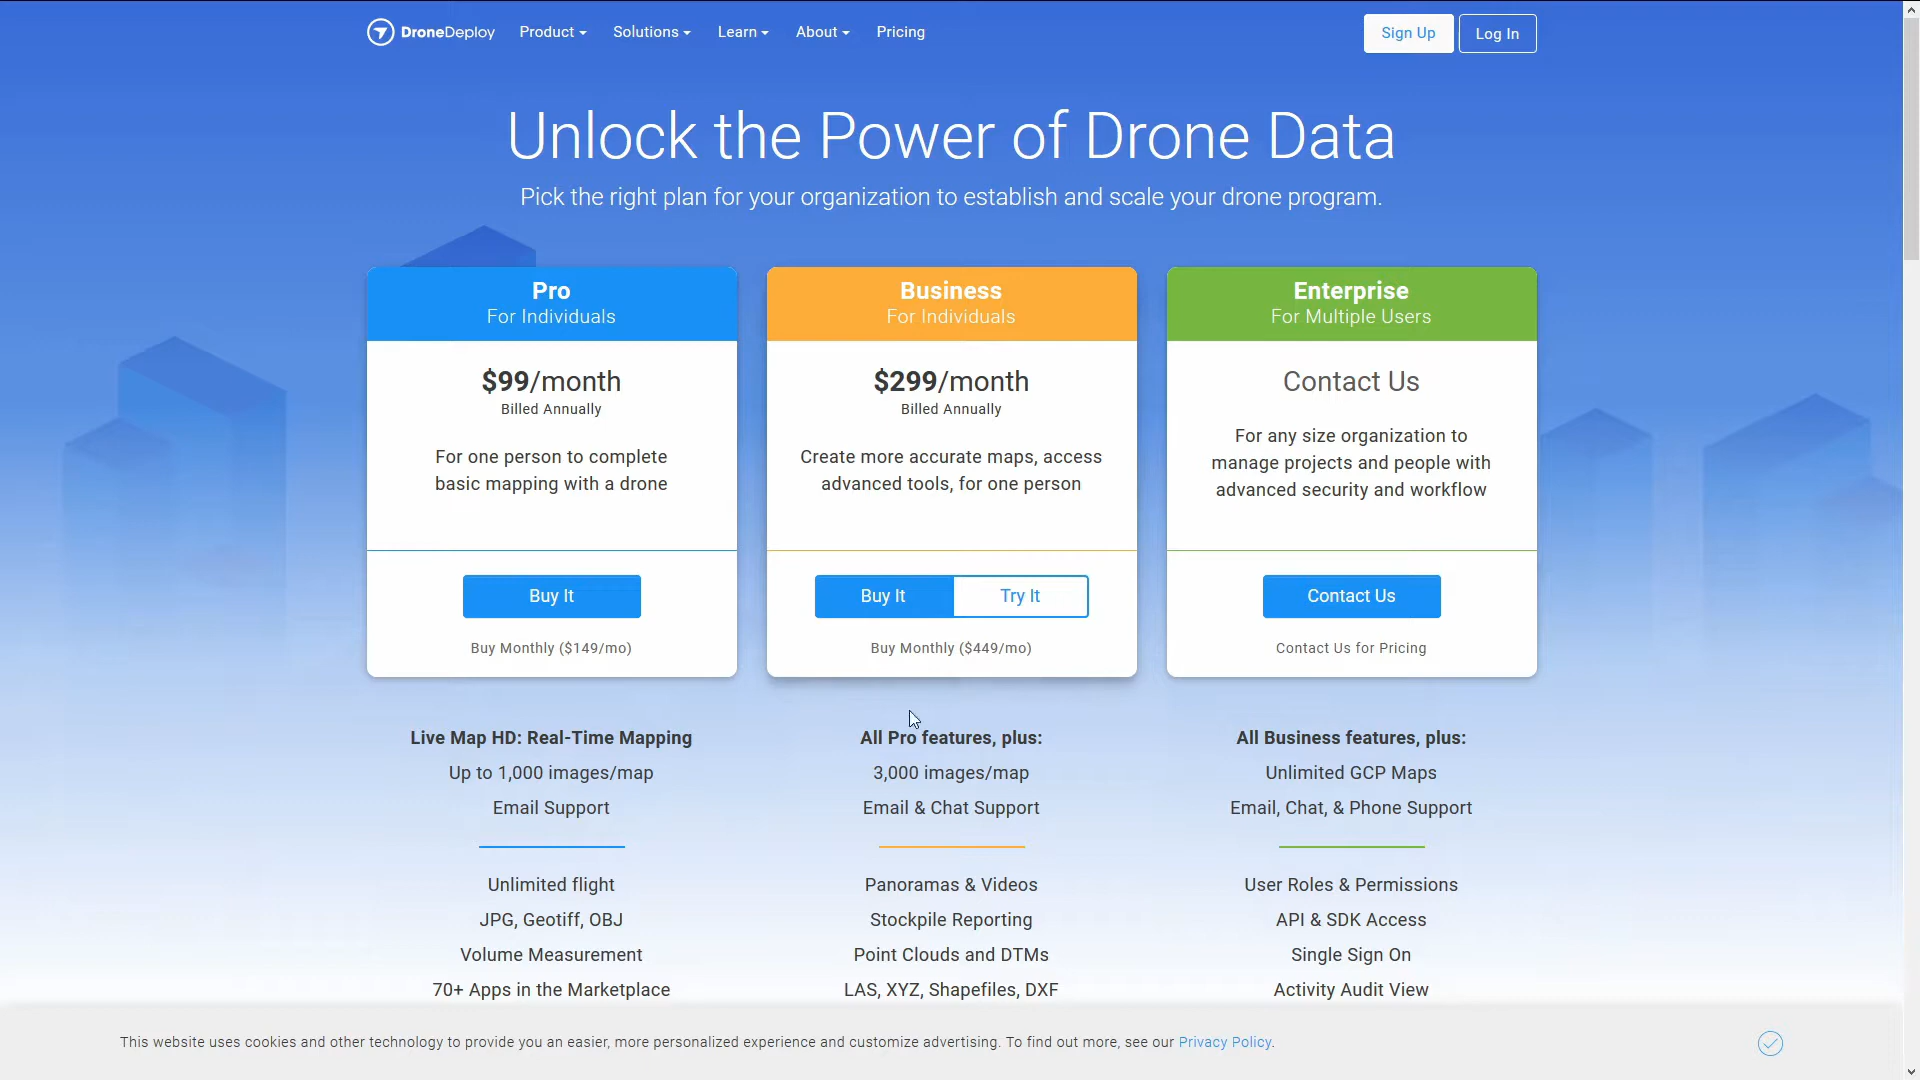 DroneDeploy Product Solutions Learn About Pricing Sign Up Log In
Unlock the Power of Drone Data
Pick the right plan for your organization to establish and scale your drone program.
Pro
For Individuals
$99/month
Billed Annually
For one person to complete
basic mapping with a drone
Buy It
Buy Monthly ($149/mo)
Live Map HD: Real-Time Mapping
Up to 1,000 images/map
Email Support
Unlimited flight
JPG, Geotiff, OBJ
Volume Measurement
70+ Apps in the Marketplace
Business
For Individuals
$299/month
Billed Annually
Create more accurate maps, access
advanced tools, for one person
Buy It Try It
Buy Monthly ($449/mo)
All Pro features, plus:
3,000 images/map
Email & Chat Support
Panoramas & Videos
Stockpile Reporting
Point Clouds and DTMs
LAS, XYZ, Shapefiles, DXF
Enterprise
For Multiple Users
Contact Us
For any size organization to
manage projects and people with
advanced security and workflow
Contact Us
Contact Us for Pricing
All Business features, plus:
Unlimited GCP Maps
Email, Chat, & Phone Support
User Roles & Permissions
API & SDK Access
Single Sign On
Activity Audit View
This website uses cookies and other technology to provide you an easier, more personalized experience and customize advertising. To find out more, see our Privacy Policy.